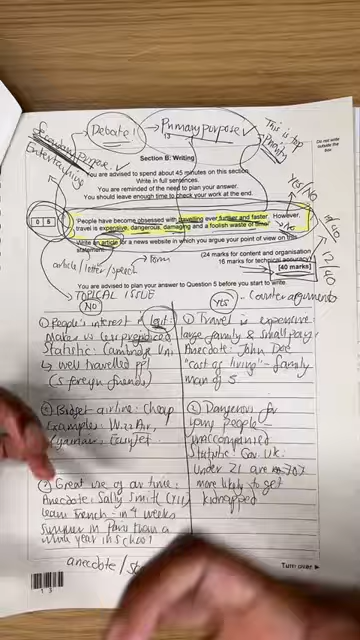 Debate!!
Primary purpose ✓
This is top
Priority
Secondary Purpose ✓
Entertaining
Do not write
outside the
box
Section B: Writing
You are advised to spend about 45 minutes on this section.
Write in full sentences.
You are reminded of the need to plan your answer.
You should leave enough time to check your work at the end.
YES/NO
0 5
'People have become obsessed with travelling ever further and faster. However,
travel is expensive, dangerous, damaging and a foolish waste of time!'
Write an article for a news website in which you argue your point of view on this
statement.
Form
article/letter/speech
(24 marks for content and organisation
16 marks for technical accuracy)
[40 marks]
You are advised to plan your answer to Question 5 before you start to write.
TOPICAL ISSUE
NO
YES
Counter arguments
① People's interest
makes us less prejudiced
Statistic: Cambridge Uni
↳ well travelled ppl
(5 foreign friends)
② Budget airline: cheap
Examples: Wizz Air,
Ryanair, EasyJet
③ Great use of our time:
Anecdote: Sally Smith
learn French in 4 weeks
summer in Paris than a
whole year in school
① Travel is expensive
large family & small pay
Anecdote: John Doe
"cost of living" - family
man of 5
② Dangerous for
young people -
unaccompanied
Statistic: Gov.uk:
under 21 are 70%
more likely to get
kidnapped
anecdote/
Turn over ►